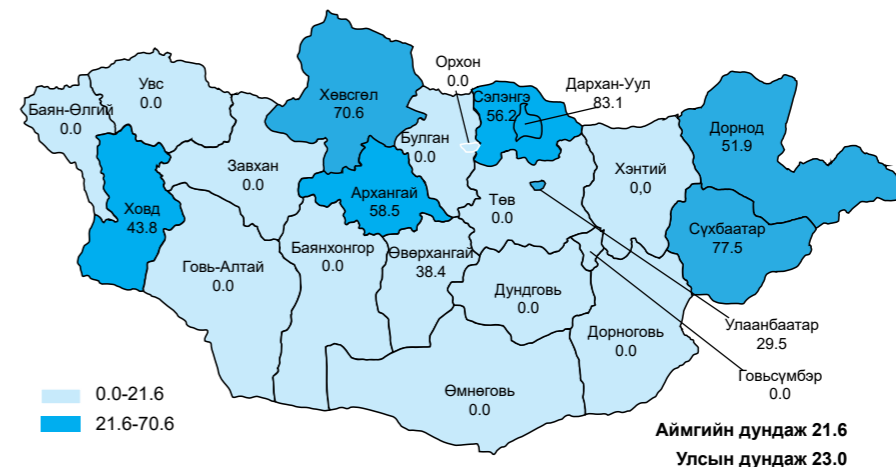 Орхон
0.0
Увс
0.0
Дархан-Уул
83.1
Хөвсгөл
70.6
Сэлэнгэ
56.2
Баян-Өлгий
0.0
Дорнод
51.9
Булган
0.0
Завхан
0.0
Хэнтий
0,0
Архангай
58.5
Төв
0.0
Ховд
43.8
Сүхбаатар
77.5
Баянхонгор
0.0
Өвөрхангай
38.4
Говь-Алтай
0.0
Дундговь
0.0
Улаанбаатар
29.5
Дорноговь
0.0
Говьсүмбэр
0.0
Өмнөговь
0.0
0.0-21.6
21.6-70.6
Аймгийн дундаж 21.6
Улсын дундаж 23.0